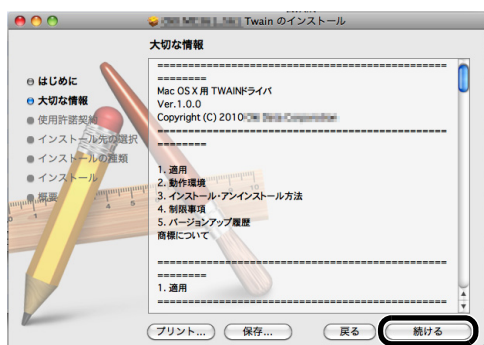 Twain のインストール
大切な情報
はじめに
大切な情報
使用許諾契約
インストール先の選択
インストールの種類
インストール
概要
==================================================
========
Mac OS X 用 TWAINドライバ
Ver.1.0.0
Copyright (C) 2010
==================================================
========
1. 適用
2. 動作環境
3. インストール・アンインストール方法
4. 制限事項
5. バージョンアップ履歴
商標について
==================================================
========
1. 適用
==================================================
プリント... 保存... 戻る 続ける